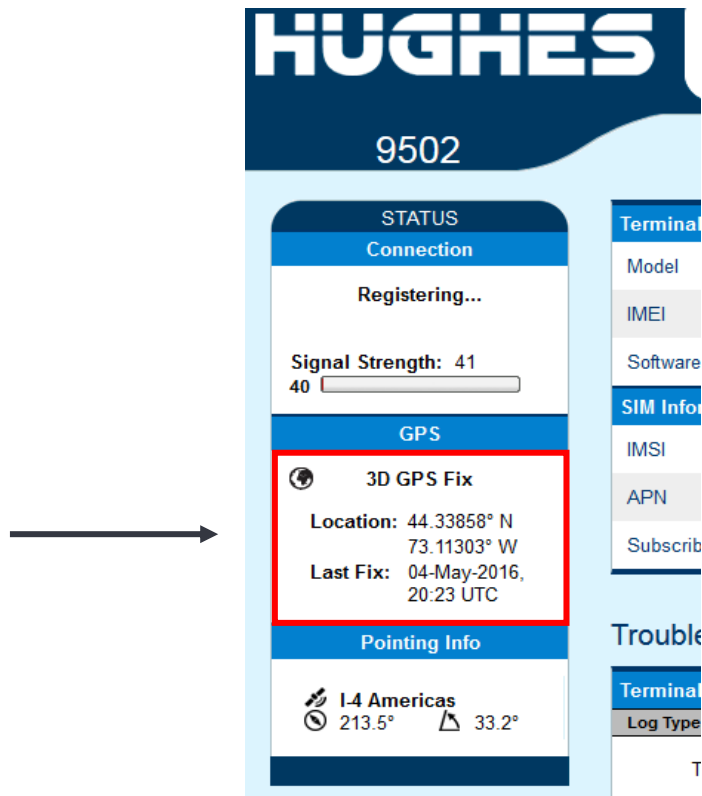 HUGHES
9502
STATUS
Connection
Registering...
Signal Strength: 41
40
GPS
3D GPS Fix
Location: 44.33858° N
73.11303° W
Last Fix: 04-May-2016,
20:23 UTC
Pointing Info
I-4 Americas
213.5° 33.2°
Terminal
Model
IMEI
Software
SIM Infor
IMSI
APN
Subscrib
Trouble
Terminal
Log Type
T